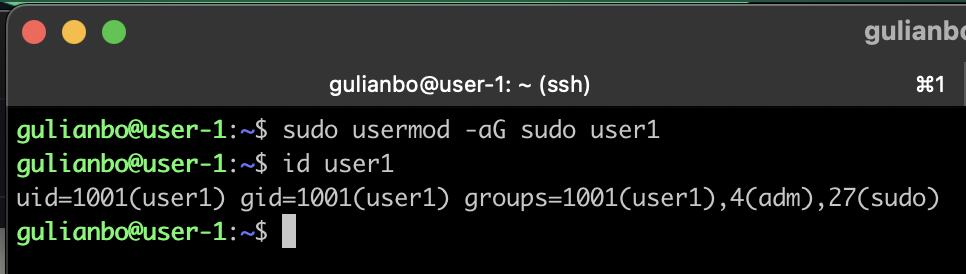 gulianbo
gulianbo@user-1: ~ (ssh)
⌘1
gulianbo@user-1:~$ sudo usermod -aG sudo user1
gulianbo@user-1:~$ id user1
uid=1001(user1) gid=1001(user1) groups=1001(user1),4(adm),27(sudo)
gulianbo@user-1:~$